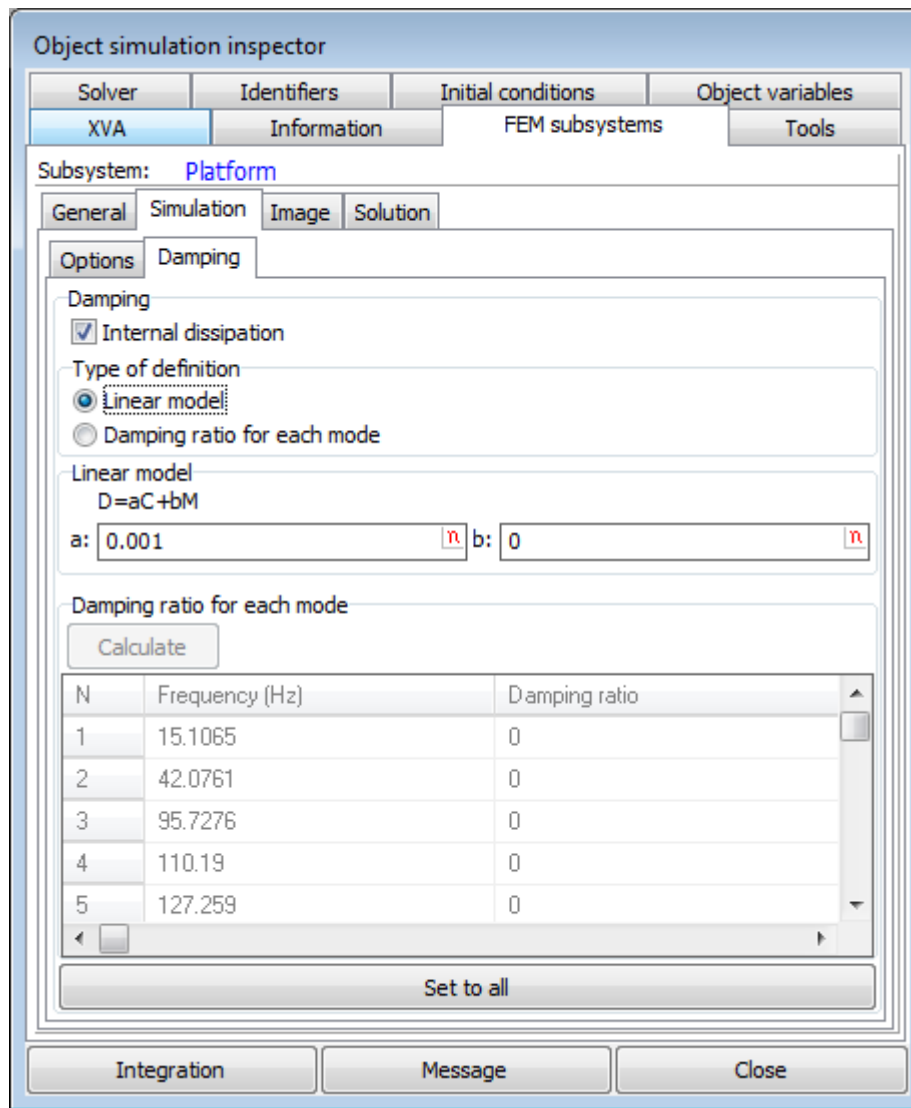 Object simulation inspector
Solver Identifiers Initial conditions Object variables
XVA Information FEM subsystems Tools
Subsystem: Platform
General Simulation Image Solution
Options Damping
Damping
Internal dissipation
Type of definition
Linear model
Damping ratio for each mode
Linear model
D=aC+bM
a: 0.001 n b: 0 n
Damping ratio for each mode
Calculate
N Frequency (Hz) Damping ratio
1 15.1065 0
2 42.0761 0
3 95.7276 0
4 110.19 0
5 127.259 0
Set to all
Integration Message Close